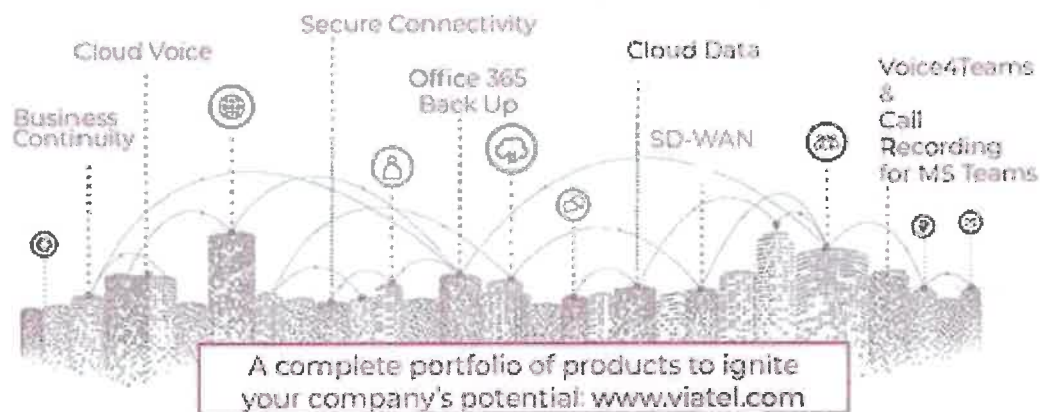 Secure Connectivity
Cloud Voice
Cloud Data
Office 365
Back Up
Voice4Teams
&
Call
Recording
for MS Teams
Business
Continuity
SD-WAN
A complete portfolio of products to ignite
your company's potential: www.viatel.com